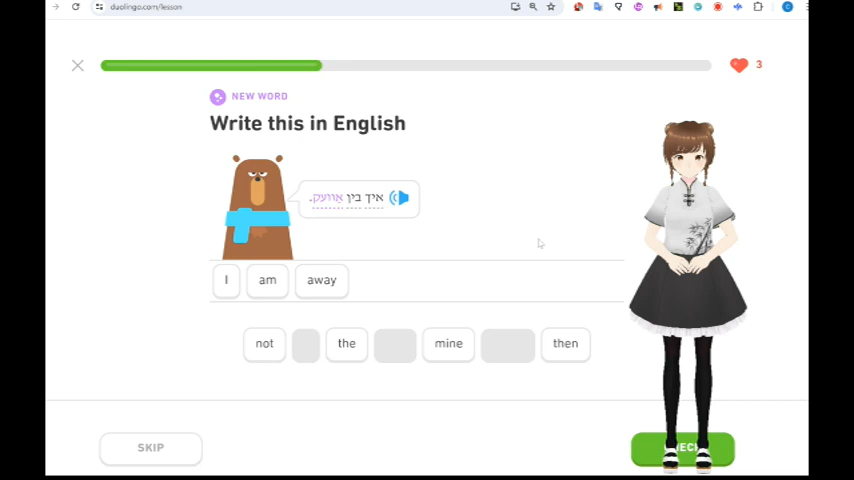 duolingo.com/lesson
3
NEW WORD
Write this in English
איך בין אַוועק.
I am away
not the mine then
SKIP